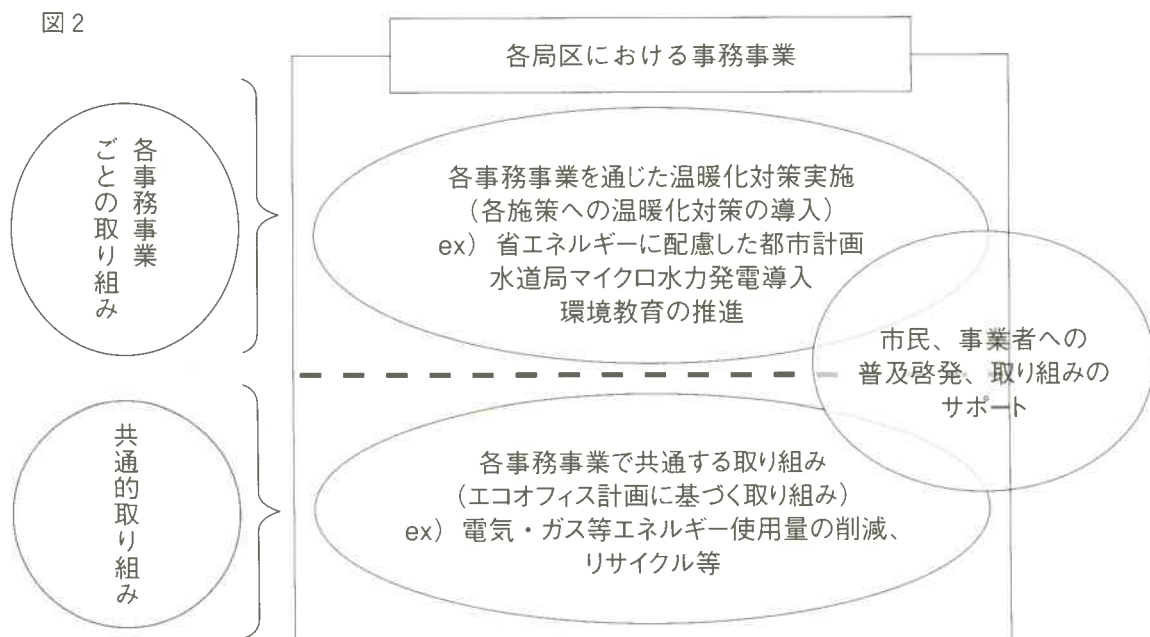 図2
各局区における事務事業
各事務事業
ごとの取り組み
各事務事業を通じた温暖化対策実施
(各施策への温暖化対策の導入)
ex) 省エネルギーに配慮した都市計画
水道局マイクロ水力発電導入
環境教育の推進
市民、事業者への
普及啓発、取り組みの
サポート
共通的取り組み
各事務事業で共通する取り組み
(エコオフィス計画に基づく取り組み)
ex) 電気・ガス等エネルギー使用量の削減、
リサイクル等